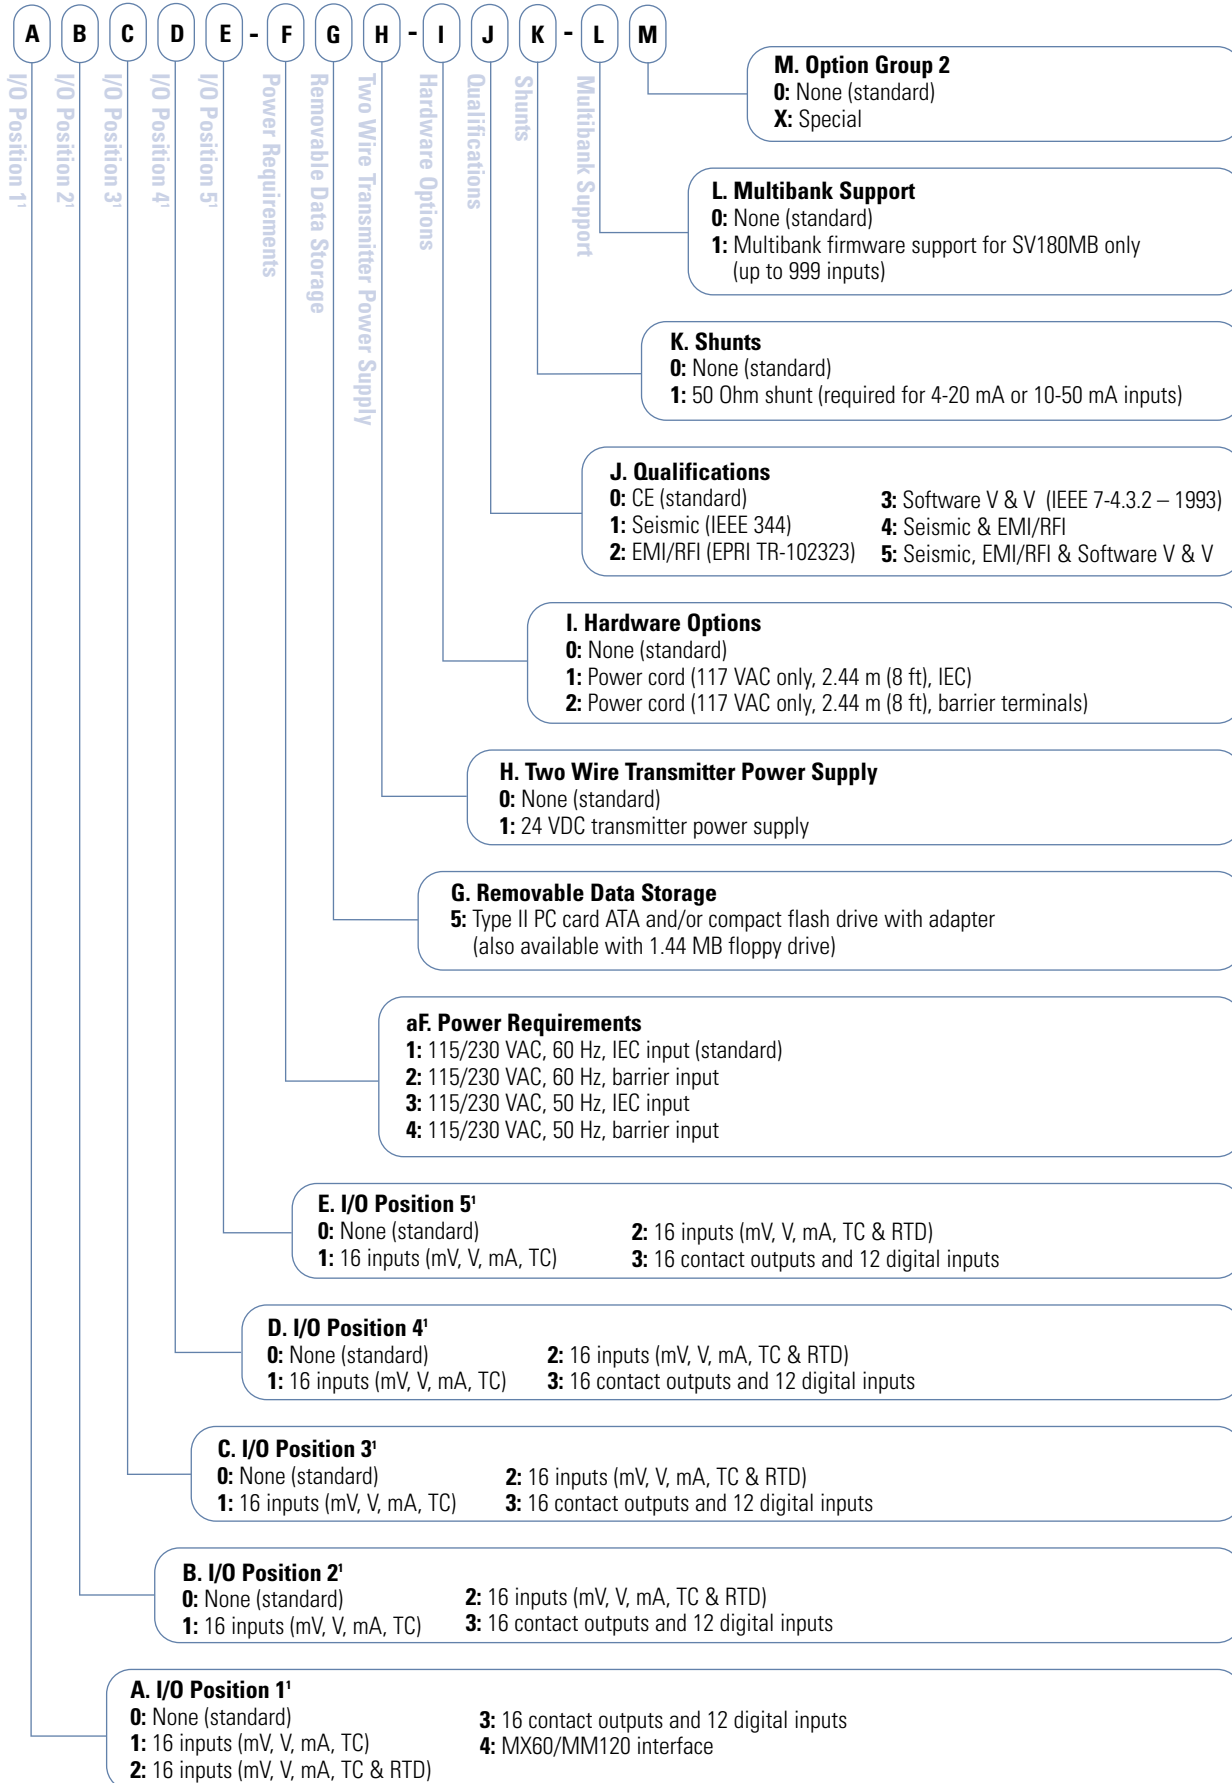 A B C D E - F G H - I J K - L M
I/O Position 1¹
I/O Position 2¹
I/O Position 3¹
I/O Position 4¹
I/O Position 5¹
Power Requirements
Removable Data Storage
Two Wire Transmitter Power Supply
Hardware Options
Qualifications
Shunts
Multibank Support
M. Option Group 2
0: None (standard)
X: Special
L. Multibank Support
0: None (standard)
1: Multibank firmware support for SV180MB only
(up to 999 inputs)
K. Shunts
0: None (standard)
1: 50 Ohm shunt (required for 4-20 mA or 10-50 mA inputs)
J. Qualifications
0: CE (standard)
1: Seismic (IEEE 344)
2: EMI/RFI (EPRI TR-102323)
3: Software V & V (IEEE 7-4.3.2 – 1993)
4: Seismic & EMI/RFI
5: Seismic, EMI/RFI & Software V & V
I. Hardware Options
0: None (standard)
1: Power cord (117 VAC only, 2.44 m (8 ft), IEC)
2: Power cord (117 VAC only, 2.44 m (8 ft), barrier terminals)
H. Two Wire Transmitter Power Supply
0: None (standard)
1: 24 VDC transmitter power supply
G. Removable Data Storage
5: Type II PC card ATA and/or compact flash drive with adapter
(also available with 1.44 MB floppy drive)
aF. Power Requirements
1: 115/230 VAC, 60 Hz, IEC input (standard)
2: 115/230 VAC, 60 Hz, barrier input
3: 115/230 VAC, 50 Hz, IEC input
4: 115/230 VAC, 50 Hz, barrier input
E. I/O Position 5¹
0: None (standard)
1: 16 inputs (mV, V, mA, TC)
2: 16 inputs (mV, V, mA, TC & RTD)
3: 16 contact outputs and 12 digital inputs
D. I/O Position 4¹
0: None (standard)
1: 16 inputs (mV, V, mA, TC)
2: 16 inputs (mV, V, mA, TC & RTD)
3: 16 contact outputs and 12 digital inputs
C. I/O Position 3¹
0: None (standard)
1: 16 inputs (mV, V, mA, TC)
2: 16 inputs (mV, V, mA, TC & RTD)
3: 16 contact outputs and 12 digital inputs
B. I/O Position 2¹
0: None (standard)
1: 16 inputs (mV, V, mA, TC)
2: 16 inputs (mV, V, mA, TC & RTD)
3: 16 contact outputs and 12 digital inputs
A. I/O Position 1¹
0: None (standard)
1: 16 inputs (mV, V, mA, TC)
2: 16 inputs (mV, V, mA, TC & RTD)
3: 16 contact outputs and 12 digital inputs
4: MX60/MM120 interface